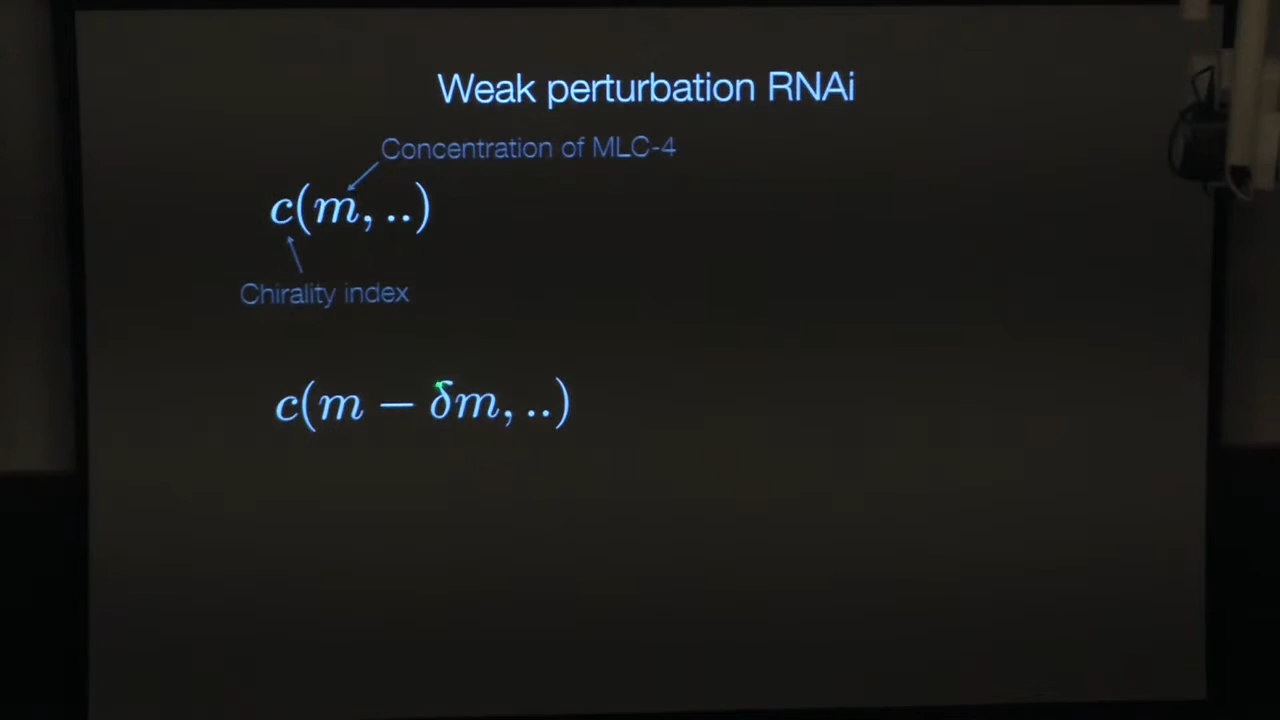 Weak perturbation RNAi
Concentration of MLC-4
c(m, ..)
Chirality index
c(m − δm, ..)